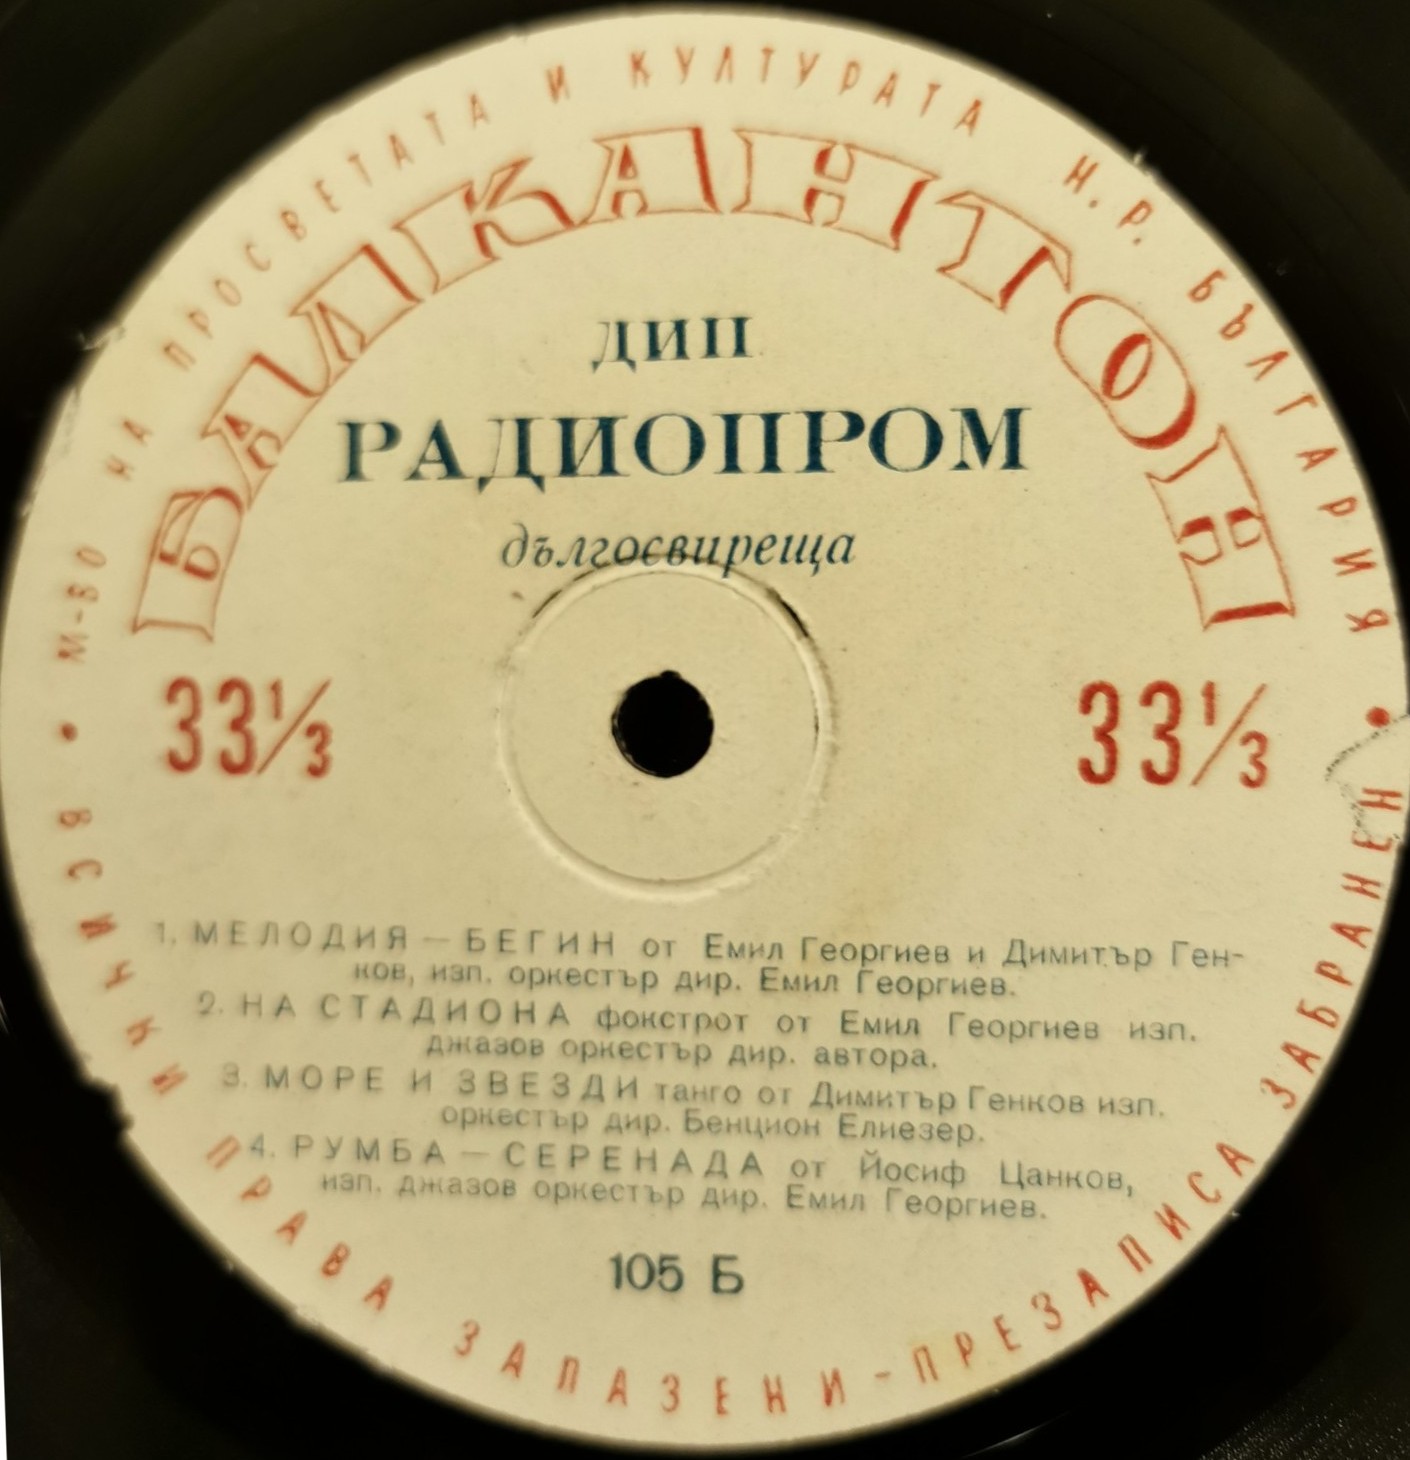 М-ВО НА ПРОСВЕТАТА И КУЛТУРАТА Н.Р. БЪЛГАРИЯ
БАЛКАНТОН
ДИП
РАДИОПРОМ
дългосвиреща
33⅓ 33⅓
1. МЕЛОДИЯ — БЕГИН от Емил Георгиев и Димитър Ген-
ков, изп. оркестър дир. Емил Георгиев.
2. НА СТАДИОНА фокстрот от Емил Георгиев изп.
джазов оркестър дир. автора.
3. МОРЕ И ЗВЕЗДИ танго от Димитър Генков изп.
оркестър дир. Бенцион Елиезер.
4. РУМБА — СЕРЕНАДА от Йосиф Цанков,
изп. джазов оркестър дир. Емил Георгиев.
105 Б
ВСИЧКИ ПРАВА ЗАПАЗЕНИ - ПРЕЗАПИСА ЗАБРАНЕН